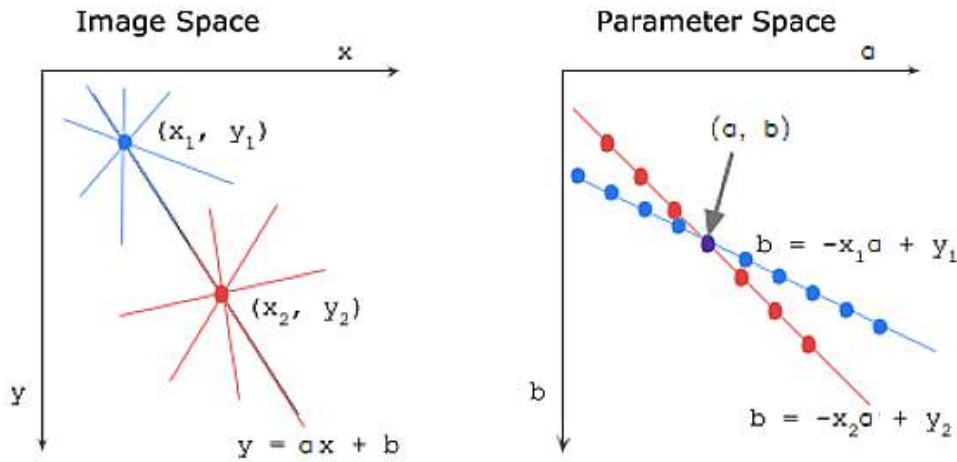 Image Space
x
(x₁, y₁)
(x₂, y₂)
y
y = ax + b
Parameter Space
a
(a, b)
b = -x₁a + y₁
b
b = -x₂a + y₂